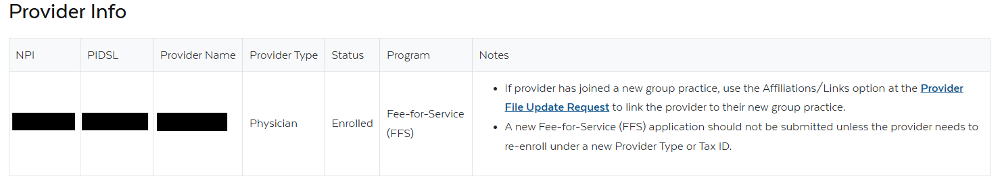 Provider Info
NPI
PIDSL
Provider Name
Provider Type
Status
Program
Notes
Physician
Enrolled
Fee-for-Service
(FFS)
• If provider has joined a new group practice, use the Affiliations/Links option at the Provider
File Update Request to link the provider to their new group practice.
• A new Fee-for-Service (FFS) application should not be submitted unless the provider needs to
re-enroll under a new Provider Type or Tax ID.